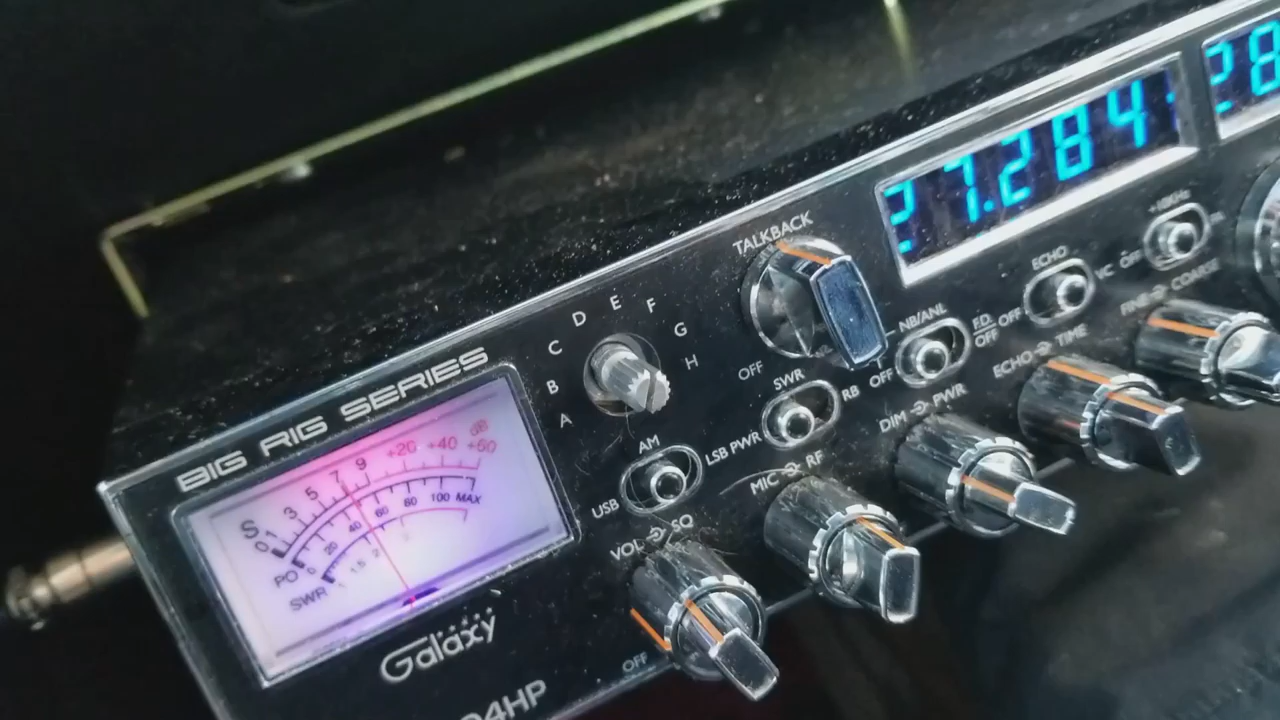 BIG RIG SERIES
S 0 1 3 5 7 9 +20 +40 +60 dB
PO 0 20 40 60 80 100 MAX
SWR 1 1.5 2 3
Galaxy
94HP
A B C D E F G H
TALKBACK
OFF
27.284
28
AM
USB
LSB
SWR
PWR
RB
NB/ANL
OFF
F.D.
OFF
ECHO
OFF
VC
+10KHz
OFF
VOL SQ
OFF
MIC RF
DIM PWR
ECHO TIME
FINE COARSE